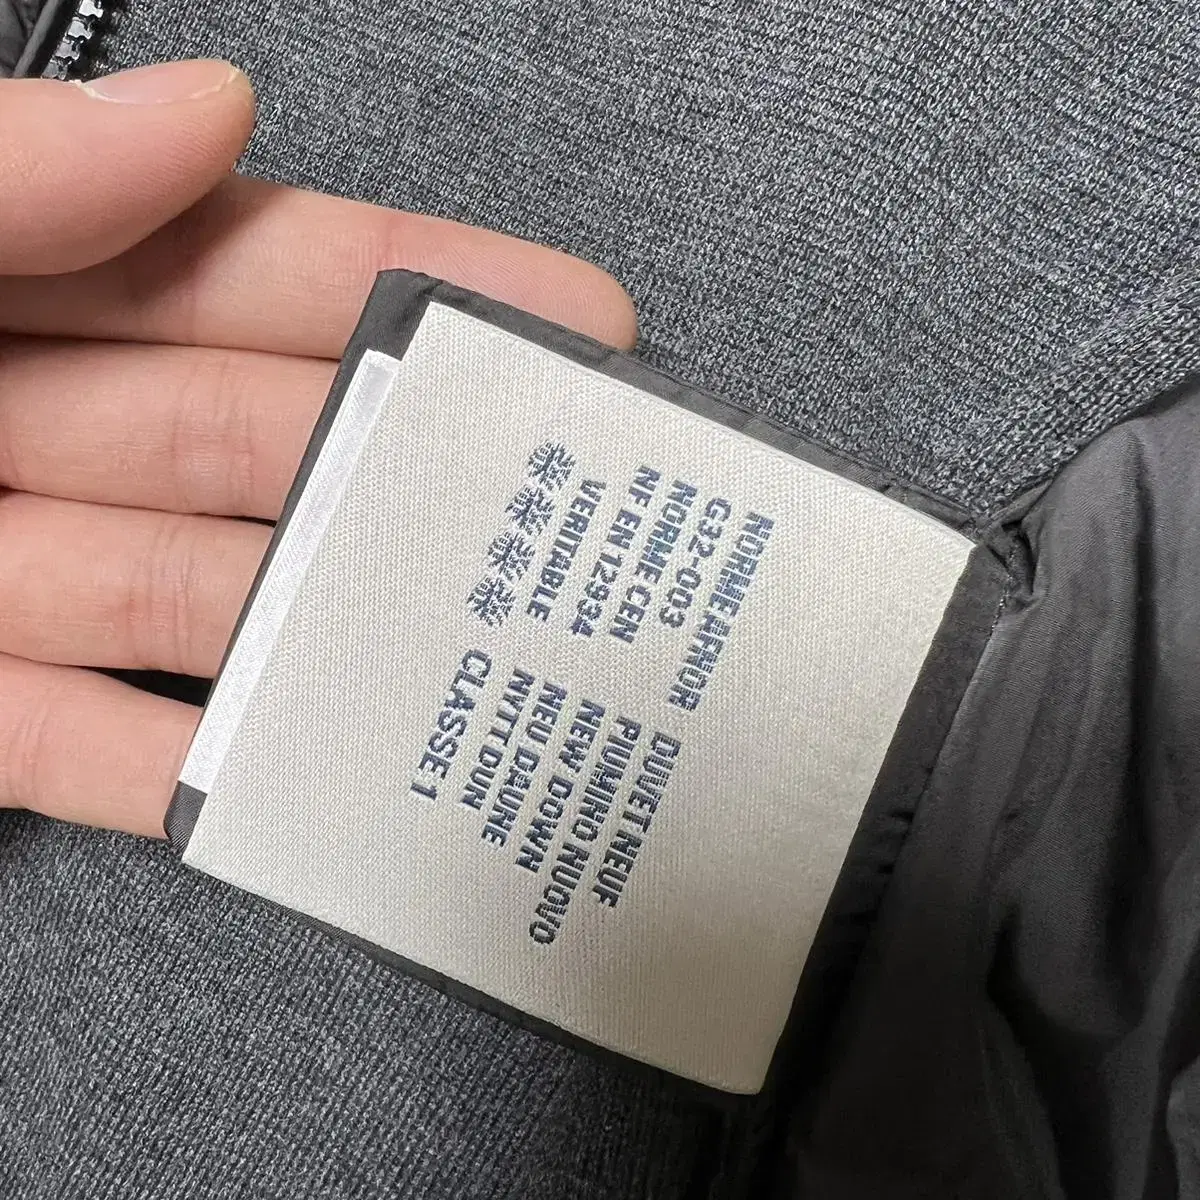 NORME AFNOR
G32-003
NORME CEN
NF EN 12934
VERITABLE
DUVET NEUF
PIUMINO NUOVO
NEW DOWN
NEU DAUNE
NYTT DUN
CLASSE 1